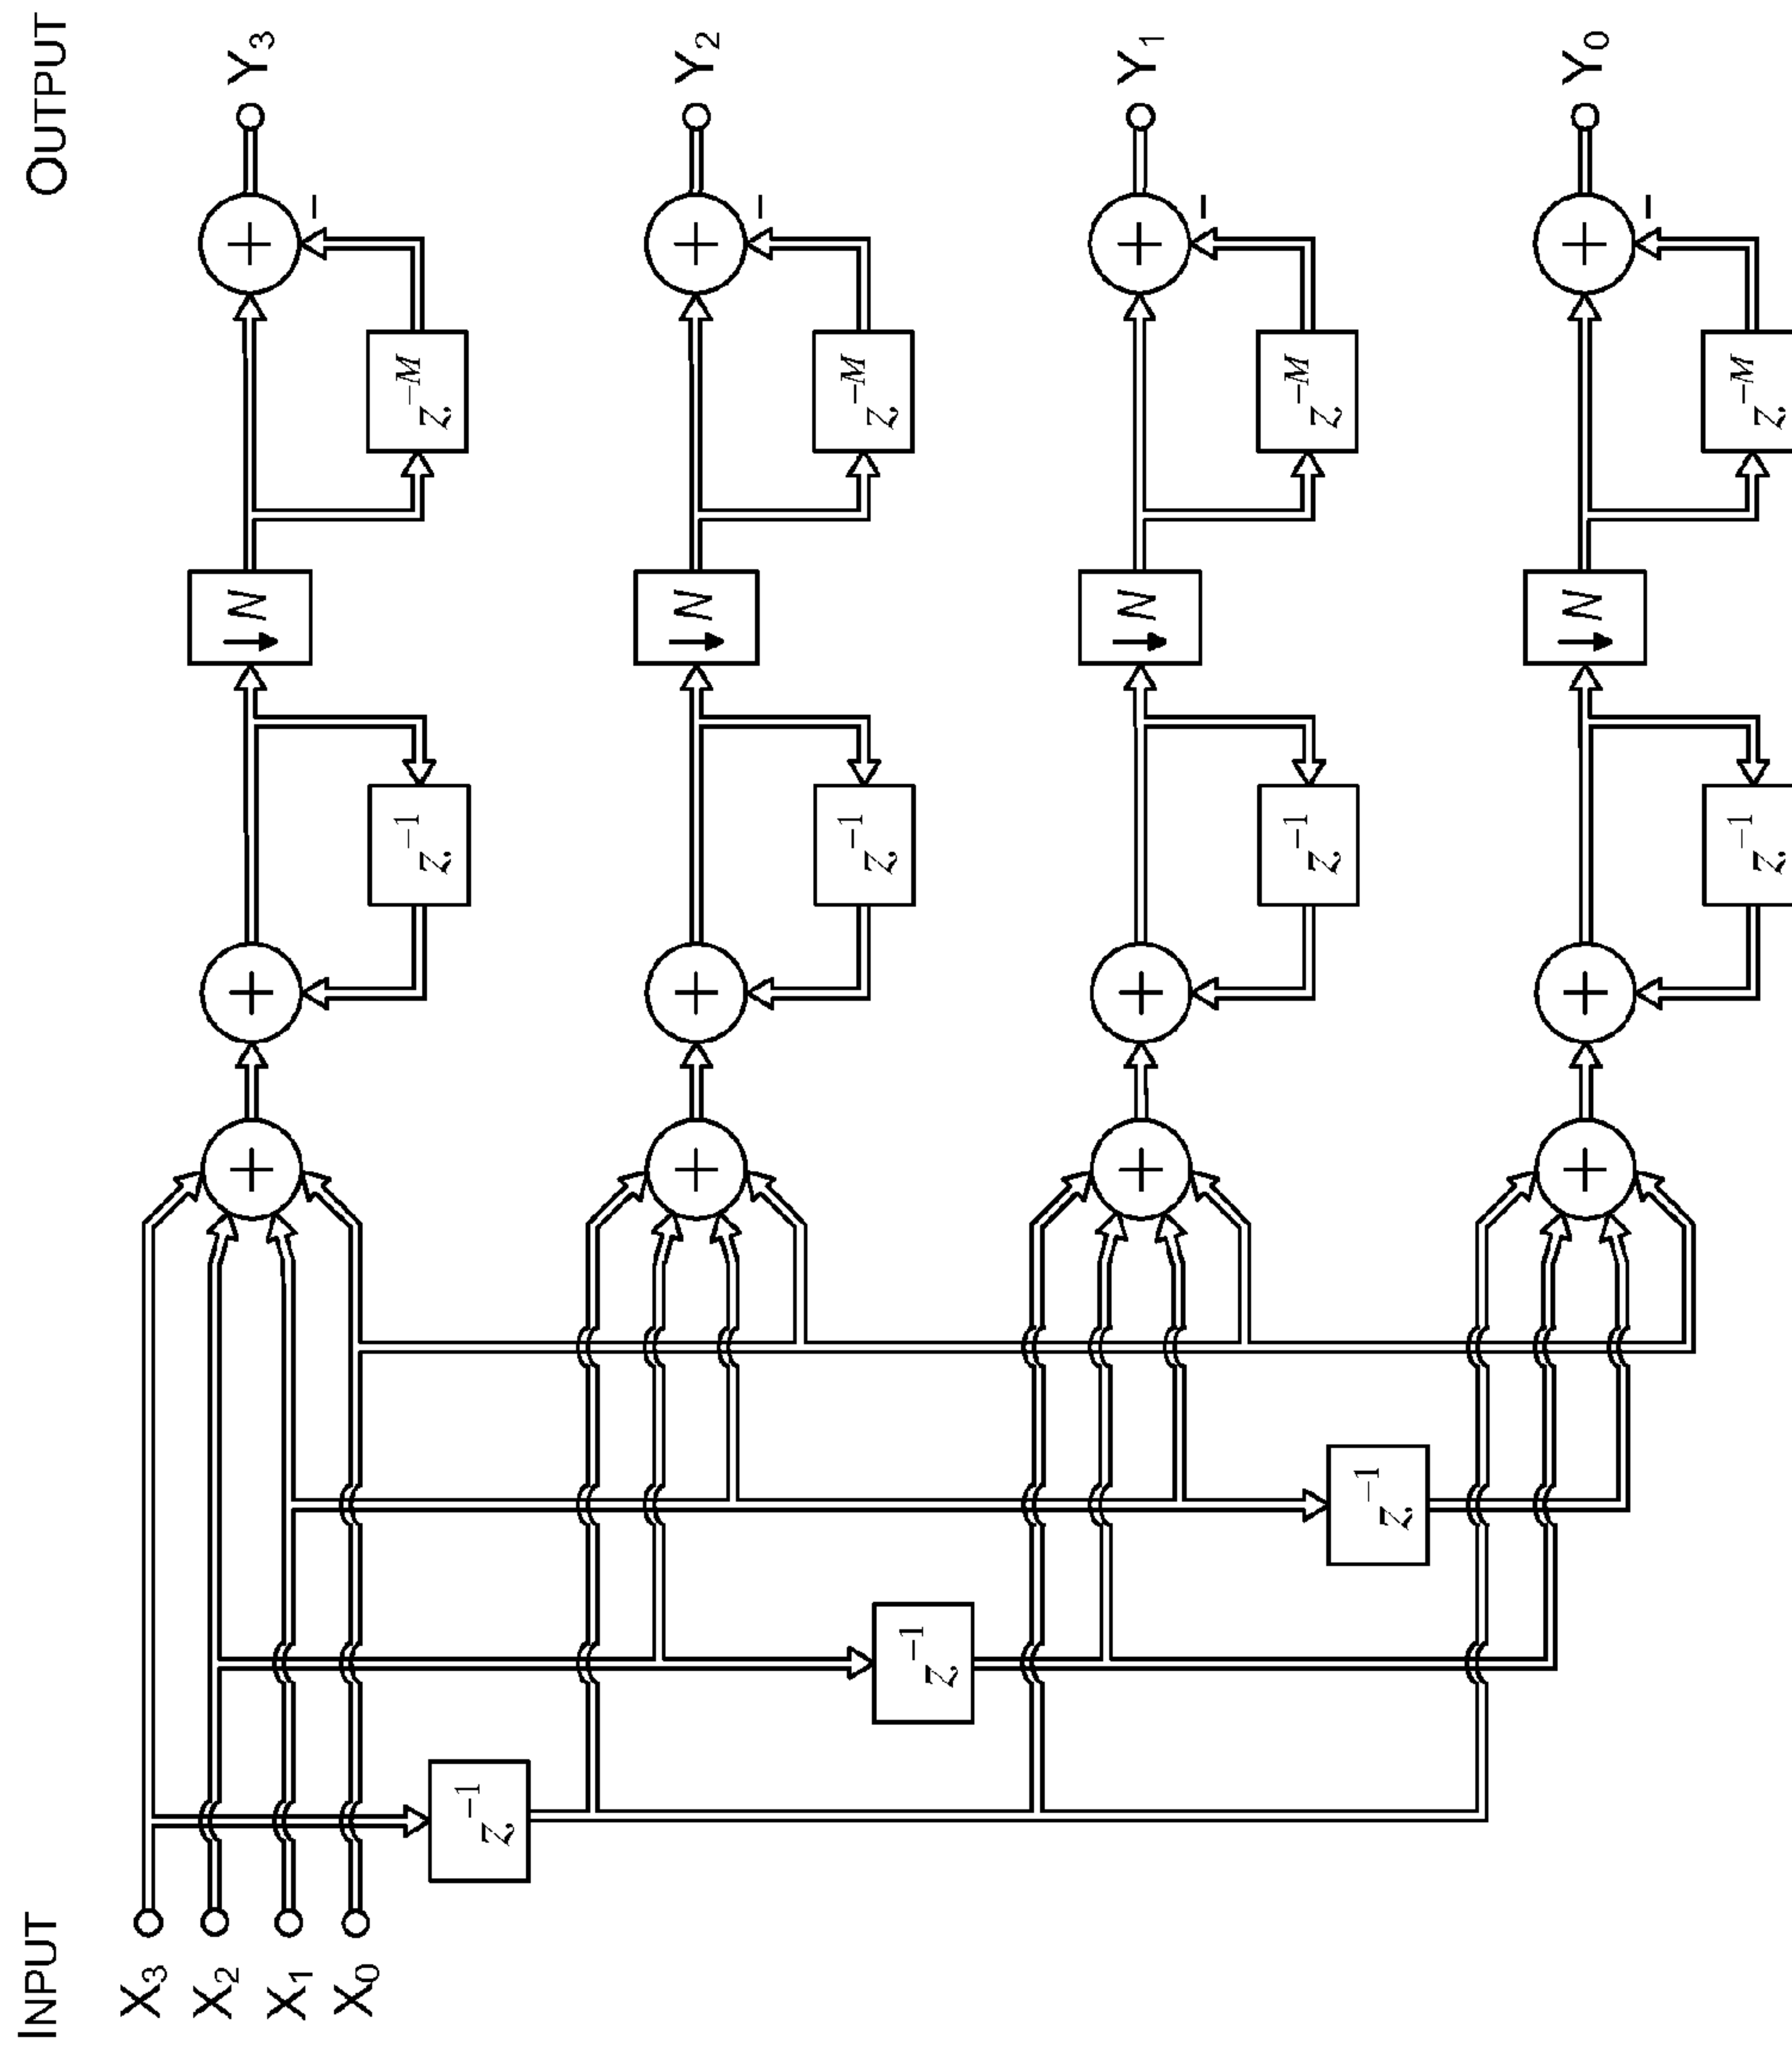 INPUT
OUTPUT
X₃
X₂
X₁
X₀
z⁻¹
z⁻¹
z⁻¹
+
+
z⁻¹
↓N
z⁻ᴹ
+
−
Y₃
+
+
z⁻¹
↓N
z⁻ᴹ
+
−
Y₂
+
+
z⁻¹
↓N
z⁻ᴹ
+
−
Y₁
+
+
z⁻¹
↓N
z⁻ᴹ
+
−
Y₀